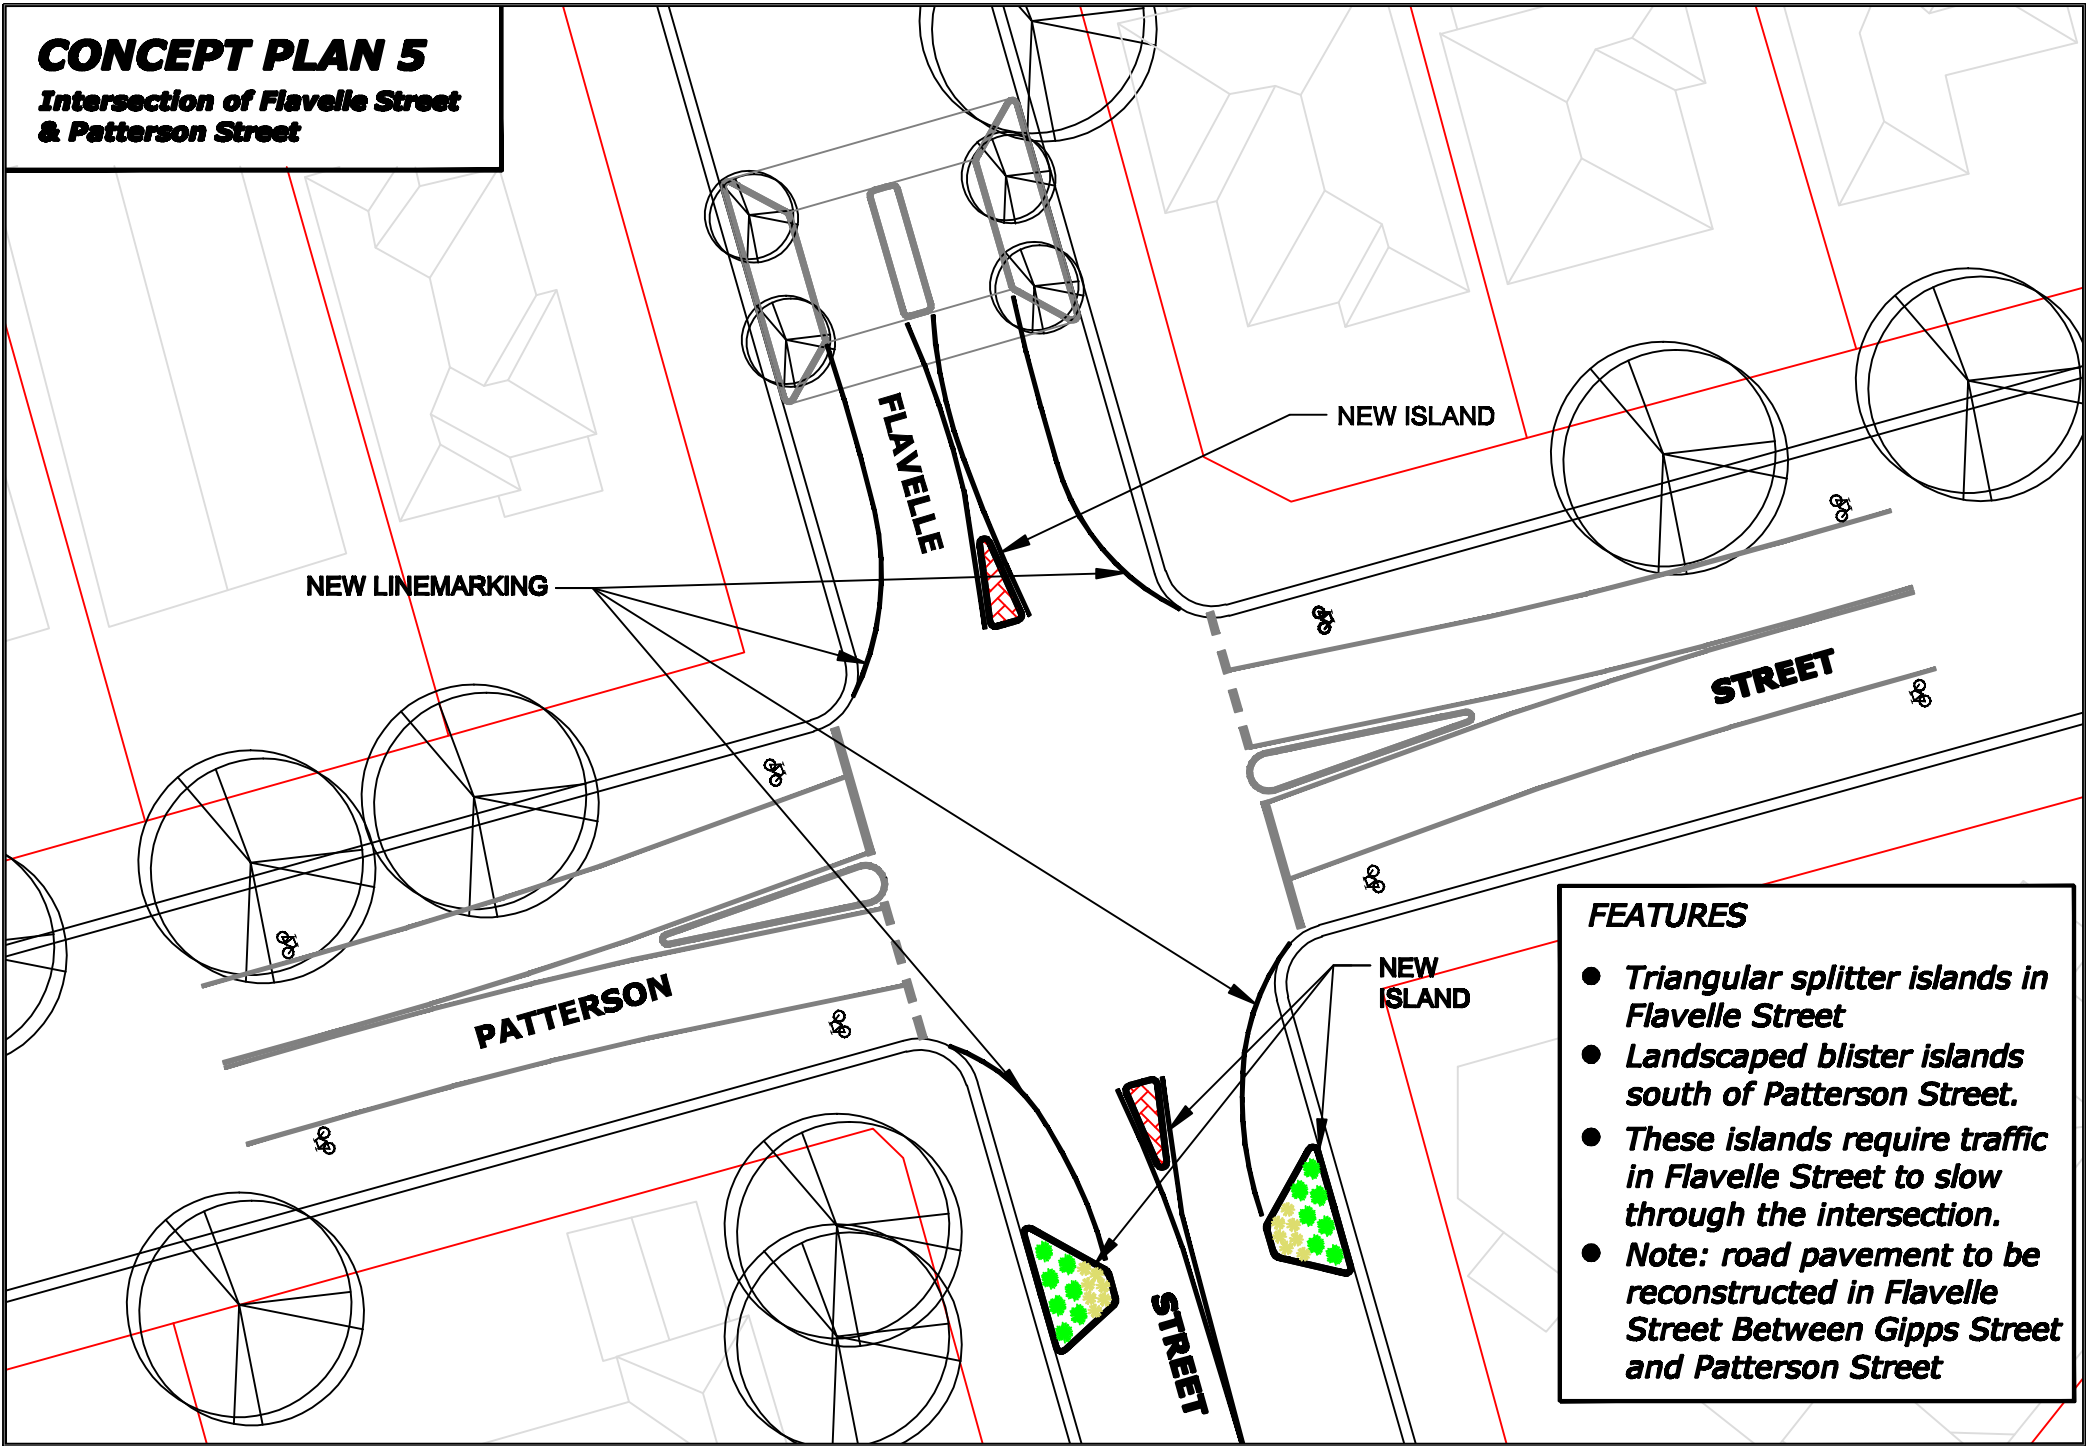 CONCEPT PLAN 5
Intersection of Flavelle Street
& Patterson Street
NEW ISLAND
FLAVELLE
NEW LINEMARKING
STREET
PATTERSON
NEW
ISLAND
STREET
FEATURES
● Triangular splitter islands in
Flavelle Street
● Landscaped blister islands
south of Patterson Street.
● These islands require traffic
in Flavelle Street to slow
through the intersection.
● Note: road pavement to be
reconstructed in Flavelle
Street Between Gipps Street
and Patterson Street